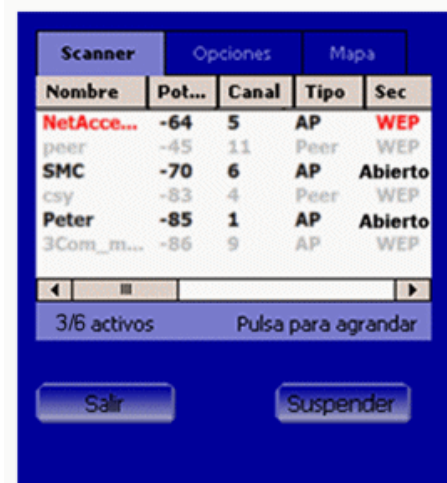 Scanner Opciones Mapa
Nombre Pot... Canal Tipo Sec
NetAcce... -64 5 AP WEP
peer -45 11 Peer WEP
SMC -70 6 AP Abierto
csy -83 4 Peer WEP
Peter -85 1 AP Abierto
3Com_m... -86 9 AP WEP
3/6 activos Pulsa para agrandar
Salir Suspender